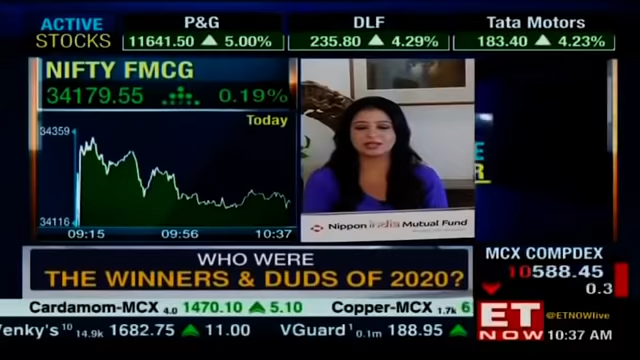 ACTIVE STOCKS
P&G
11641.50 ▲ 5.00%
DLF
235.80 ▲ 4.29%
Tata Motors
183.40 ▲ 4.23%
NIFTY FMCG
34179.55 0.19%
Today
34359
34116
09:15 09:56 10:37
Nippon india Mutual Fund
WHO WERE
THE WINNERS & DUDS OF 2020?
MCX COMPDEX
10588.45
▼ 0.3
Cardamom-MCX 4.0 1470.10 ▲ 5.10 Copper-MCX 1.7k 6
Venky's 10 14.9k 1682.75 ▲ 11.00 VGuard 1 0.1m 188.95 ▲
ET NOW
@ETNOWlive
10:37 AM